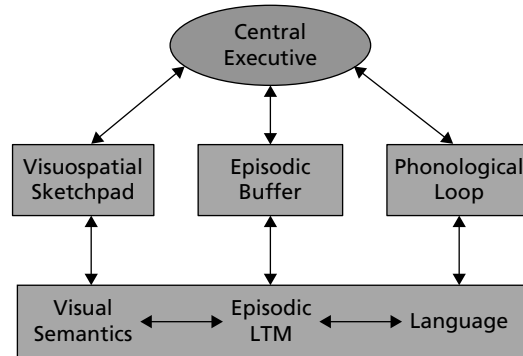 Central
Executive
Visuospatial
Sketchpad
Episodic
Buffer
Phonological
Loop
Visual
Semantics
Episodic
LTM
Language